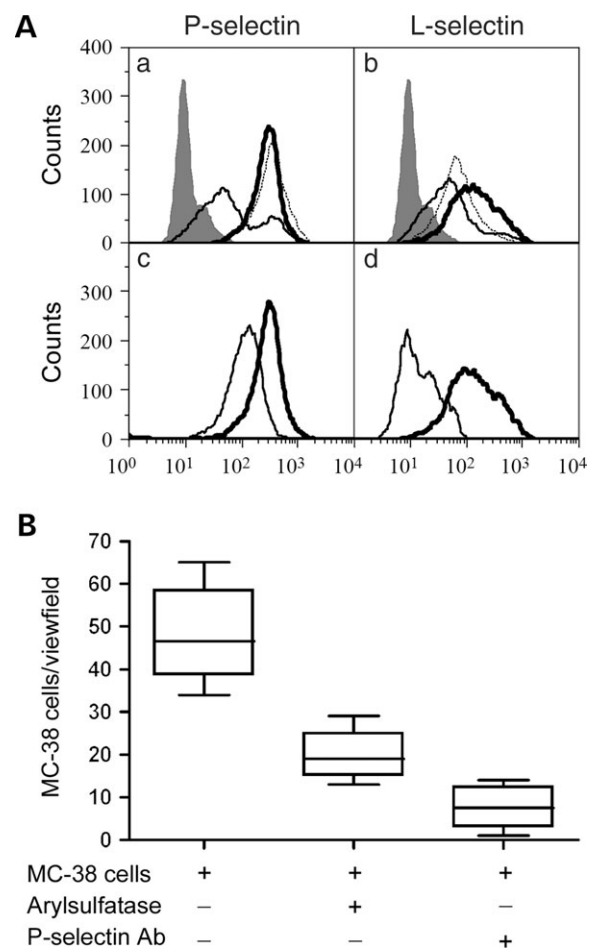 A
P-selectin L-selectin
a b
400
300
200
100
0
Counts
c d
300
200
100
0
Counts
10⁰ 10¹ 10² 10³ 10⁴ 10¹ 10² 10³ 10⁴
B
70
60
50
40
30
20
10
0
MC-38 cells/viewfield
MC-38 cells + + +
Arylsulfatase – + –
P-selectin Ab – – +